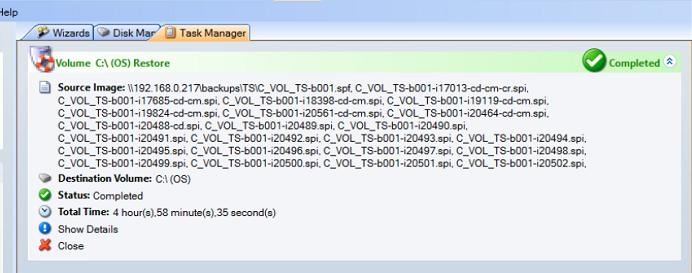 Help
Wizards Disk Man Task Manager
Volume C:\ (OS) Restore Completed
Source Image: \\192.168.0.217\backups\TS\C_VOL_TS-b001.spf, C_VOL_TS-b001-i17013-cd-cm-cr.spi,
C_VOL_TS-b001-i17685-cd-cm.spi, C_VOL_TS-b001-i18398-cd-cm.spi, C_VOL_TS-b001-i19119-cd-cm.spi,
C_VOL_TS-b001-i19824-cd-cm.spi, C_VOL_TS-b001-i20561-cd-cm.spi, C_VOL_TS-b001-i20464-cd-cm.spi,
C_VOL_TS-b001-i20488-cd.spi, C_VOL_TS-b001-i20489.spi, C_VOL_TS-b001-i20490.spi,
C_VOL_TS-b001-i20491.spi, C_VOL_TS-b001-i20492.spi, C_VOL_TS-b001-i20493.spi, C_VOL_TS-b001-i20494.spi,
C_VOL_TS-b001-i20495.spi, C_VOL_TS-b001-i20496.spi, C_VOL_TS-b001-i20497.spi, C_VOL_TS-b001-i20498.spi,
C_VOL_TS-b001-i20499.spi, C_VOL_TS-b001-i20500.spi, C_VOL_TS-b001-i20501.spi, C_VOL_TS-b001-i20502.spi,
Destination Volume: C:\ (OS)
Status: Completed
Total Time: 4 hour(s),58 minute(s),35 second(s)
Show Details
Close